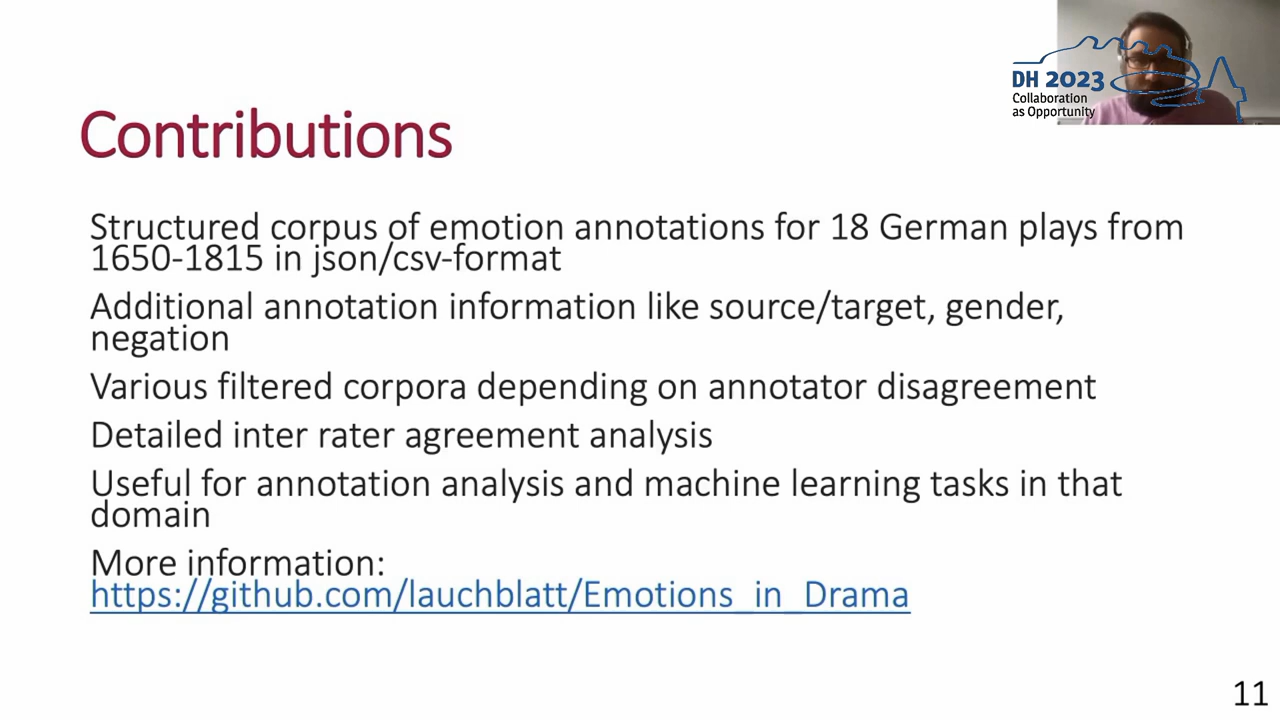 DH 2023
Collaboration
as Opportunity
Contributions
Structured corpus of emotion annotations for 18 German plays from
1650-1815 in json/csv-format
Additional annotation information like source/target, gender,
negation
Various filtered corpora depending on annotator disagreement
Detailed inter rater agreement analysis
Useful for annotation analysis and machine learning tasks in that
domain
More information:
https://github.com/lauchblatt/Emotions_in_Drama
11